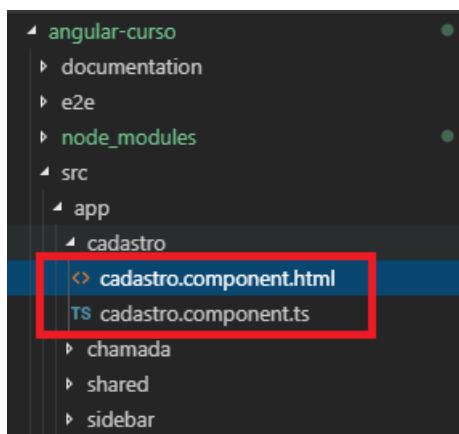 angular-curso
documentation
e2e
node_modules
src
app
cadastro
<> cadastro.component.html
TS cadastro.component.ts
chamada
shared
sidebar